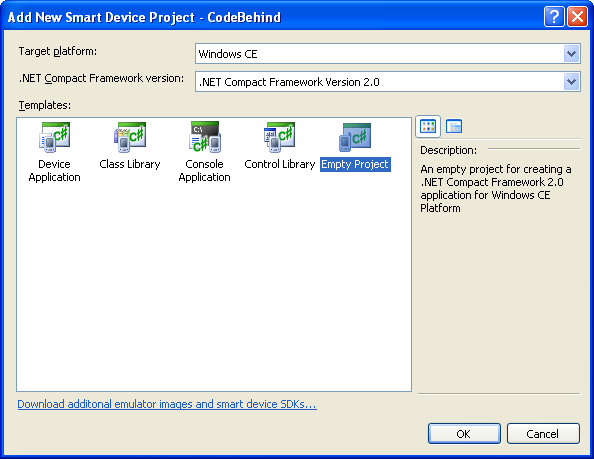 Add New Smart Device Project - CodeBehind
Target platform:
Windows CE
.NET Compact Framework version:
.NET Compact Framework Version 2.0
Templates:
Device
Application
Class Library
C:\
Console
Application
Control Library
Empty Project
Description:
An empty project for creating a
.NET Compact Framework 2.0
application for Windows CE
Platform
Download additonal emulator images and smart device SDKs...
OK
Cancel